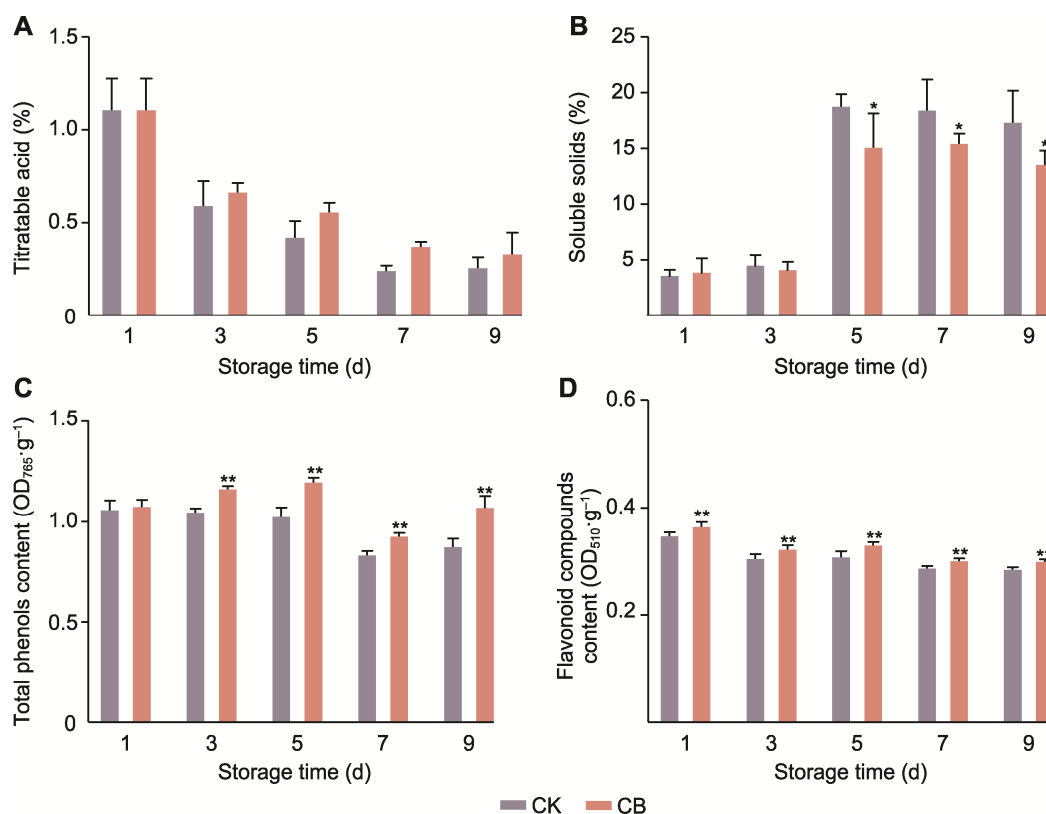 A
1.5
1.0
0.5
0
Titratable acid (%)
1 3 5 7 9
Storage time (d)
B
25
20
15
10
5
Soluble solids (%)
* * *
1 3 5 7 9
Storage time (d)
C
1.5
1.0
0.5
0
Total phenols content (OD₇₆₅·g⁻¹)
** ** ** **
1 3 5 7 9
Storage time (d)
D
0.6
0.4
0.2
Flavonoid compounds
content (OD₅₁₀·g⁻¹)
** ** ** ** **
1 3 5 7 9
Storage time (d)
CK CB